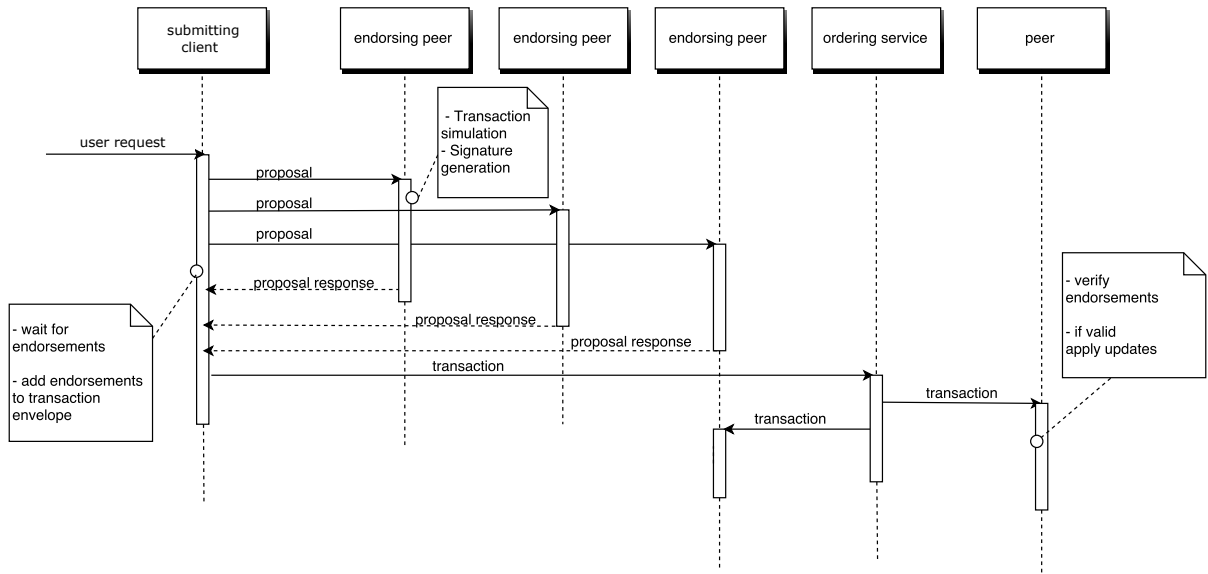 submitting
client
endorsing peer
endorsing peer
endorsing peer
ordering service
peer
- Transaction
simulation
- Signature
generation
user request
proposal
proposal
proposal
proposal response
proposal response
proposal response
- wait for
endorsements
- add endorsements
to transaction
envelope
transaction
transaction
transaction
- verify
endorsements
- if valid
apply updates